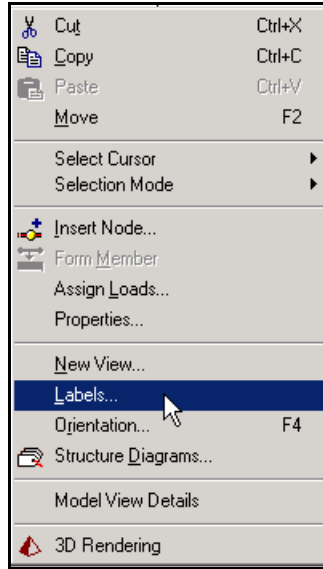 Cut Ctrl+X
Copy Ctrl+C
Paste Ctrl+V
Move F2
Select Cursor
Selection Mode
Insert Node...
Form Member
Assign Loads...
Properties...
New View...
Labels...
Orientation... F4
Structure Diagrams...
Model View Details
3D Rendering